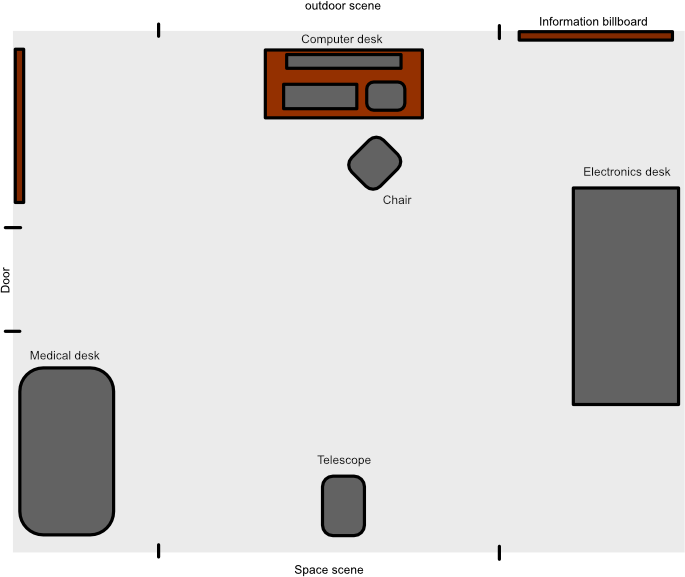 outdoor scene
Information billboard
Computer desk
Electronics desk
Chair
Door
Medical desk
Telescope
Space scene